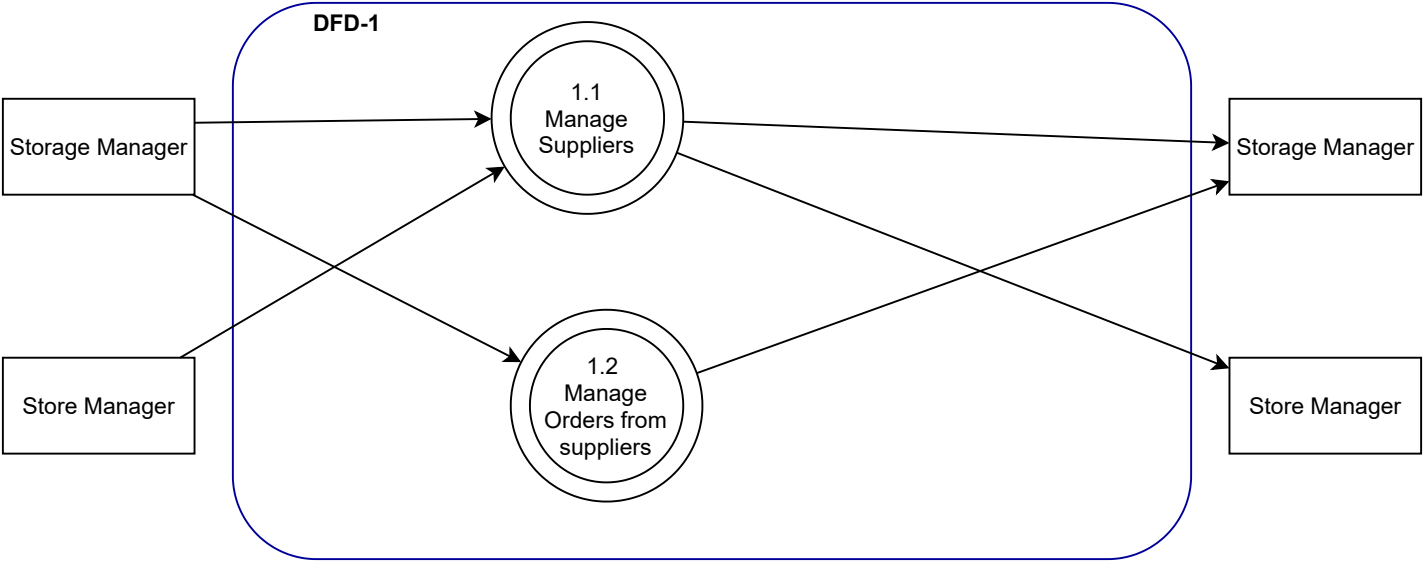 DFD-1
1.1
Manage
Suppliers
Storage Manager
Storage Manager
1.2
Manage
Orders from
suppliers
Store Manager
Store Manager